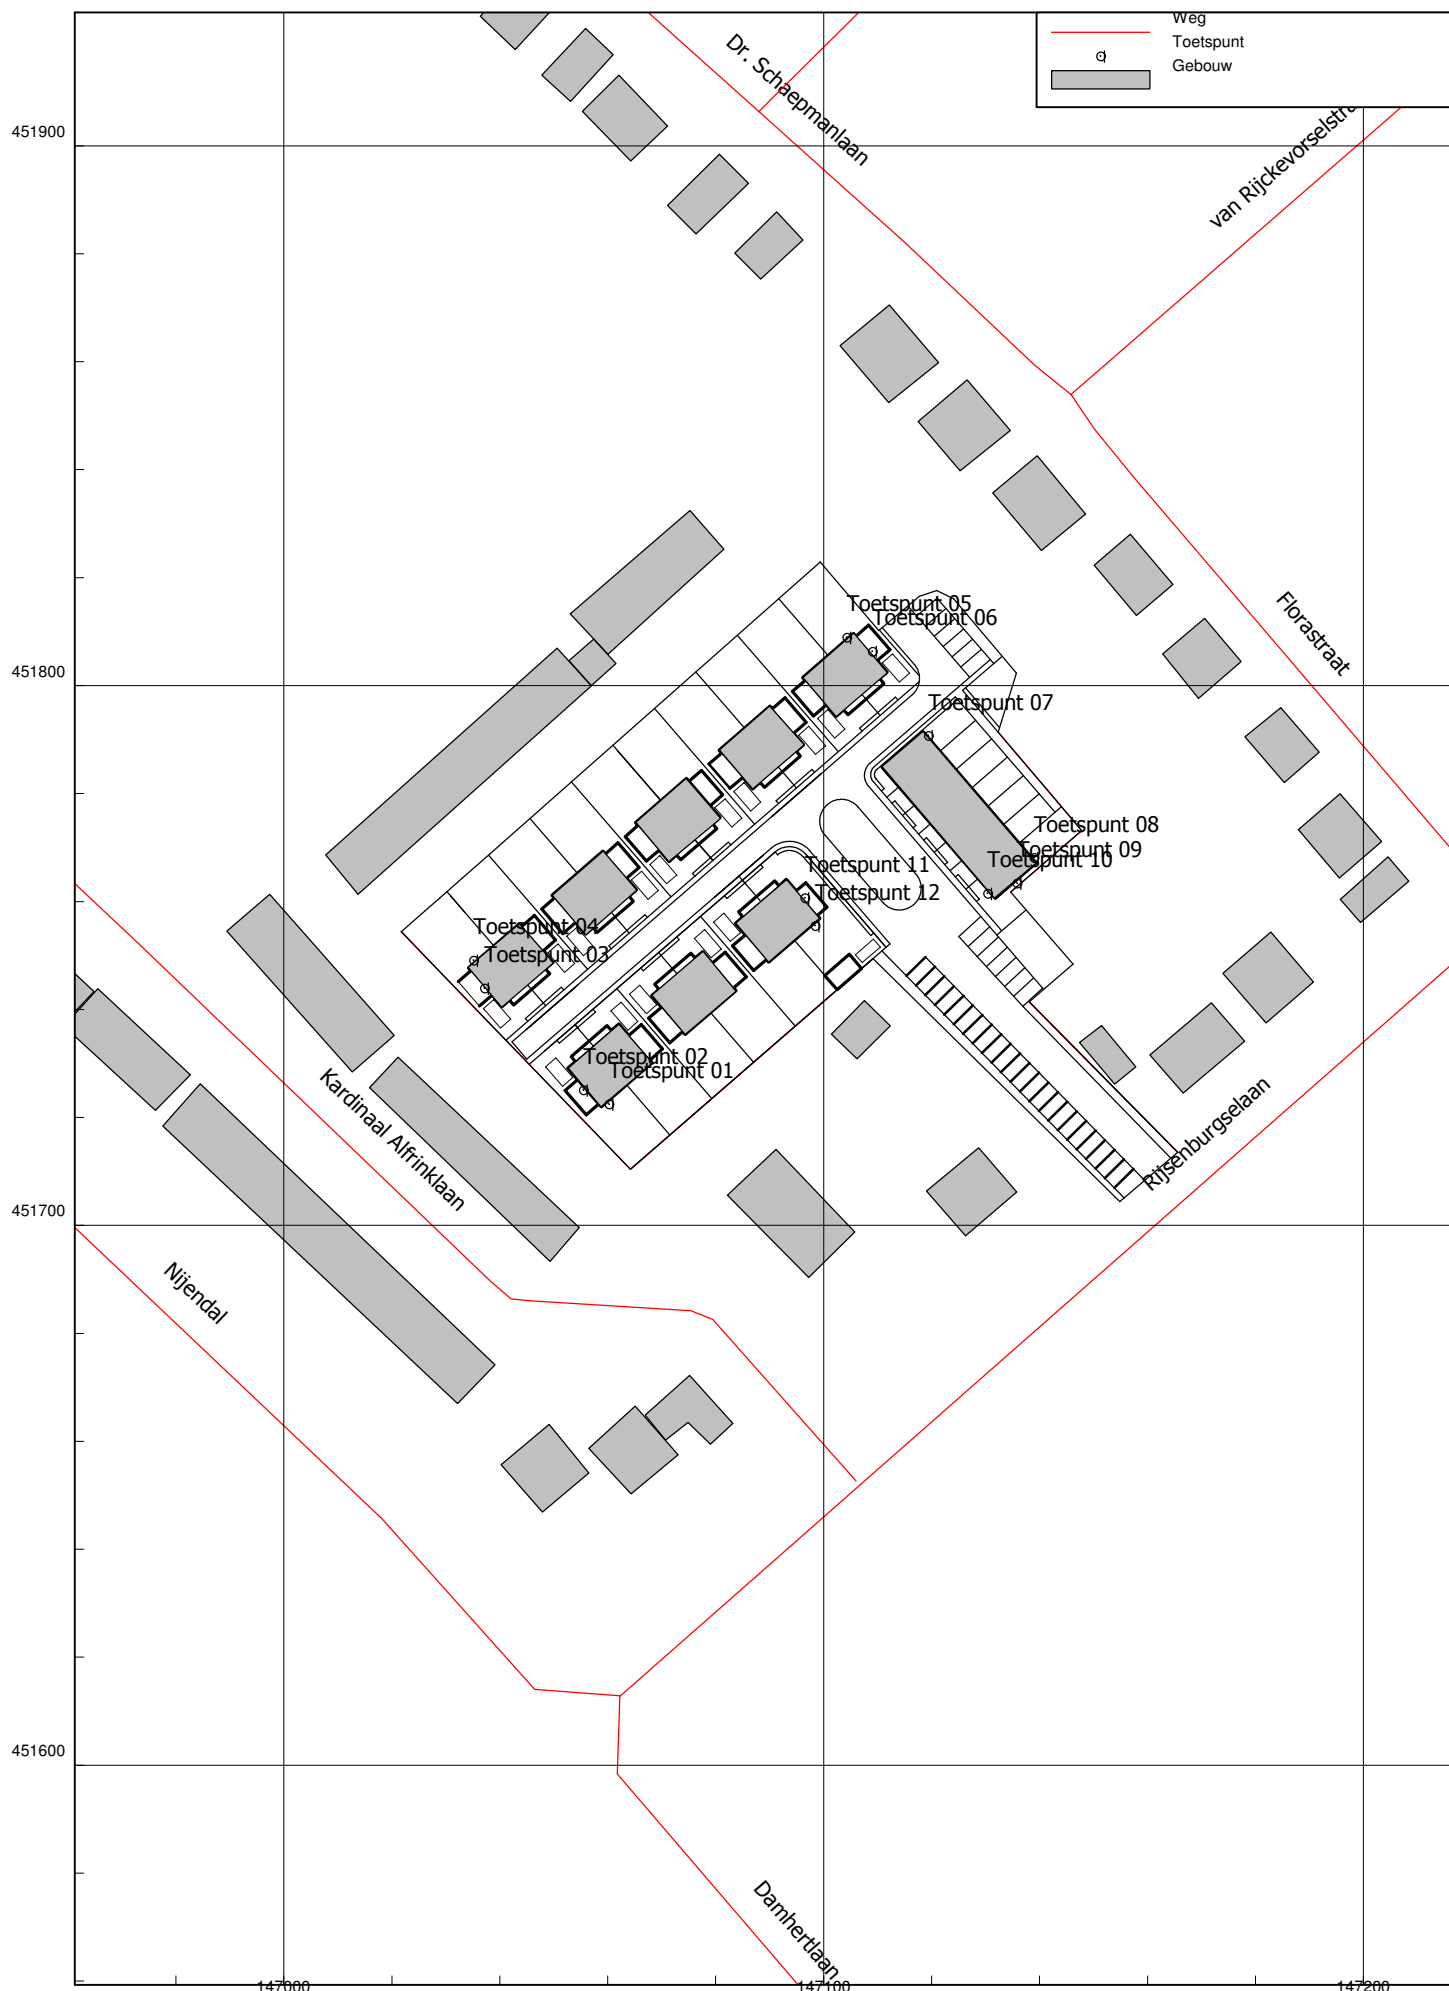 Weg
Toetspunt
Gebouw
Dr. Schaepmanlaan
451900
van Rijckevorselstra
Florastraat
Toetspunt 05
Toetspunt 06
451800
Toetspunt 07
Toetspunt 08
Toetspunt 09
Toetspunt 10
Toetspunt 11
Toetspunt 12
Toetspunt 04
Toetspunt 03
Toetspunt 02
Toetspunt 01
Kardinaal Alfrinklaan
Rijsenburgselaan
451700
Nijendal
451600
Damhertlaan
147000
147100
147200